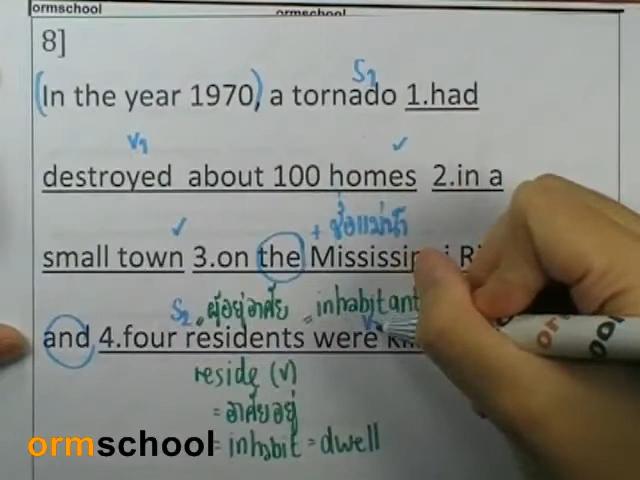 ormschool
ormschool
8]
S₁
(In the year 1970), a tornado 1.had
V₁ ✓
destroyed about 100 homes 2.in a
✓ + ชื่อแม่น้ำ
small town 3.on the
S₂ ผู้อยู่อาศัย = inhabitant
and 4.four residents were
reside (v)
= อาศัยอยู่
= inhabit = dwell
ormschool